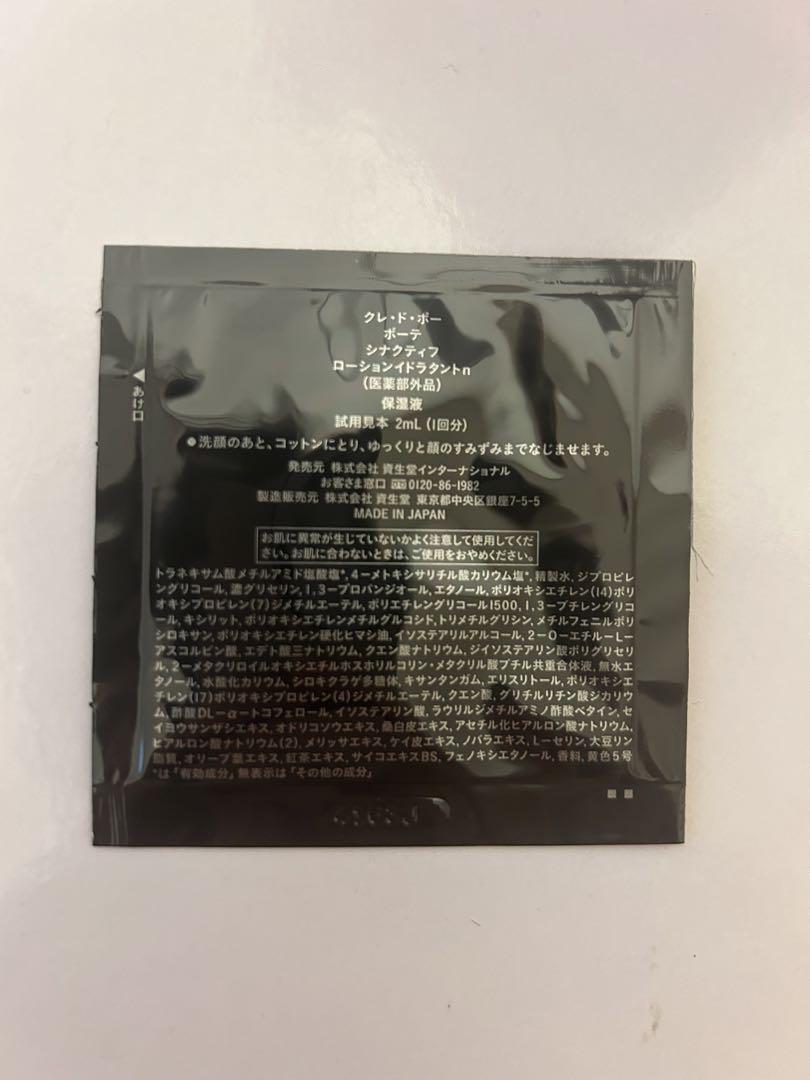 クレ・ド・ポー
ボーテ
シナクティフ
ローションイドラタントn
（医薬部外品）
保湿液
試用見本 2mL（1回分）
◀あけ口
●洗顔のあと、コットンにとり、ゆっくりと顔のすみずみまでなじませます。
発売元 株式会社 資生堂インターナショナル
お客さま窓口 0120-86-1982
製造販売元 株式会社 資生堂 東京都中央区銀座7-5-5
MADE IN JAPAN
お肌に異常が生じていないかよく注意して使用してくだ
さい。お肌に合わないときは、ご使用をおやめください。
トラネキサム酸メチルアミド塩酸塩*,4-メトキシサリチル酸カリウム塩*,精製水,ジプロピレ
ングリコール,濃グリセリン,1,3-プロパンジオール,エタノール,ポリオキシエチレン(14)ポリ
オキシプロピレン(7)ジメチルエーテル,ポリエチレングリコール1500,1,3-ブチレングリコ
ール,キシリット,ポリオキシエチレンメチルグルコシド,トリメチルグリシン,メチルフェニルポリ
シロキサン,ポリオキシエチレン硬化ヒマシ油,イソステアリルアルコール,2-O-エチル-L-
アスコルビン酸,エデト酸三ナトリウム,クエン酸ナトリウム,ジイソステアリン酸ポリグリセリ
ル,2-メタクリロイルオキシエチルホスホリルコリン・メタクリル酸ブチル共重合体液,無水エ
タノール,水酸化カリウム,シロキクラゲ多糖体,キサンタンガム,エリスリトール,ポリオキシエ
チレン(17)ポリオキシプロピレン(4)ジメチルエーテル,クエン酸,グリチルリチン酸ジカリウ
ム,酢酸DL-α-トコフェロール,イソステアリン酸,ラウリルジメチルアミノ酢酸ベタイン,セ
イヨウサンザシエキス,オドリコソウエキス,桑白皮エキス,アセチル化ヒアルロン酸ナトリウム,
ヒアルロン酸ナトリウム(2),メリッサエキス,ケイ皮エキス,ノバラエキス,L-セリン,大豆リン
脂質,オリーブ葉エキス,紅茶エキス,サイコエキスBS,フェノキシエタノール,香料,黄色5号
*は「有効成分」無表示は「その他の成分」